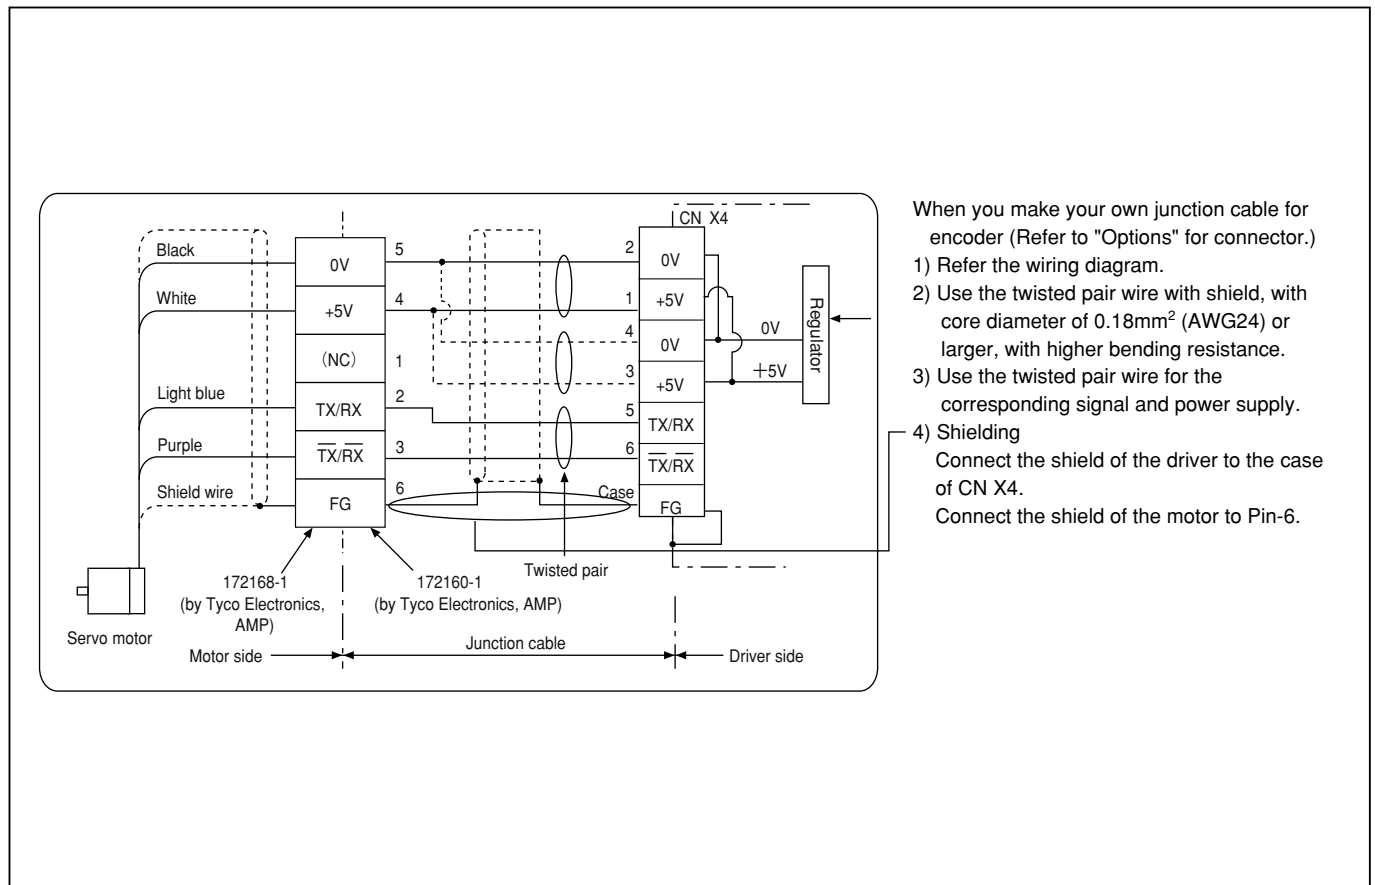 CN X4
Black
0V
5
2
0V
White
+5V
4
1
+5V
(NC)
1
4
0V
0V
3
+5V
+5V
Regulator
Light blue
TX/RX
2
5
TX/RX
Purple
TX/RX
3
6
TX/RX
Shield wire
FG
6
Case
FG
Twisted pair
172168-1
(by Tyco Electronics,
AMP)
172160-1
(by Tyco Electronics, AMP)
Servo motor
Motor side
Junction cable
Driver side
When you make your own junction cable for
encoder (Refer to "Options" for connector.)
1) Refer the wiring diagram.
2) Use the twisted pair wire with shield, with
core diameter of 0.18mm² (AWG24) or
larger, with higher bending resistance.
3) Use the twisted pair wire for the
corresponding signal and power supply.
4) Shielding
Connect the shield of the driver to the case
of CN X4.
Connect the shield of the motor to Pin-6.